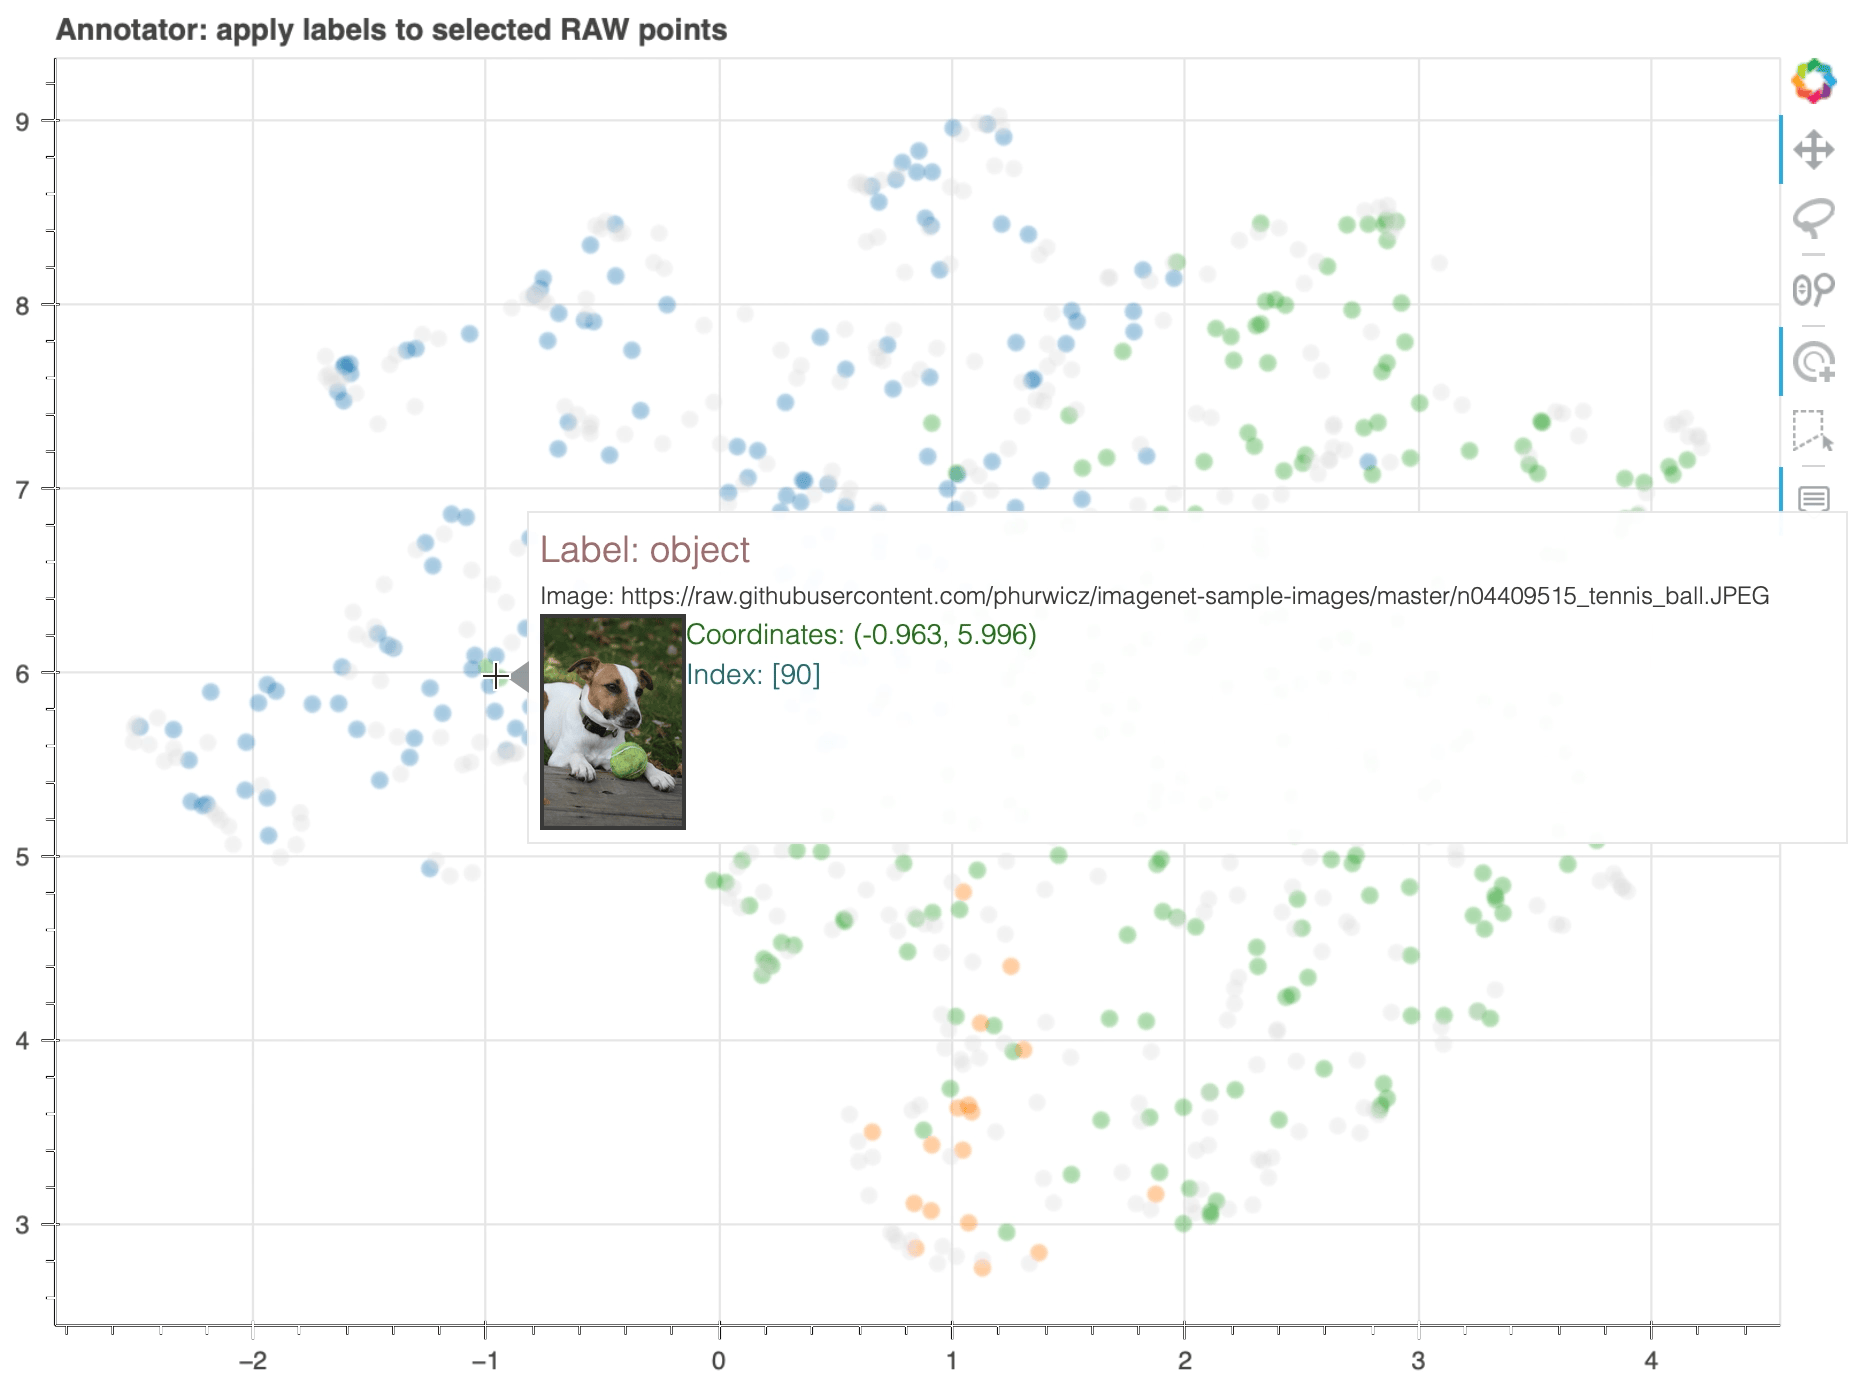 Annotator: apply labels to selected RAW points
9
8
7
6
5
4
3
Label: object
Image: https://raw.githubusercontent.com/phurwicz/imagenet-sample-images/master/n04409515_tennis_ball.JPEG
Coordinates: (-0.963, 5.996)
Index: [90]
−2
−1
0
1
2
3
4